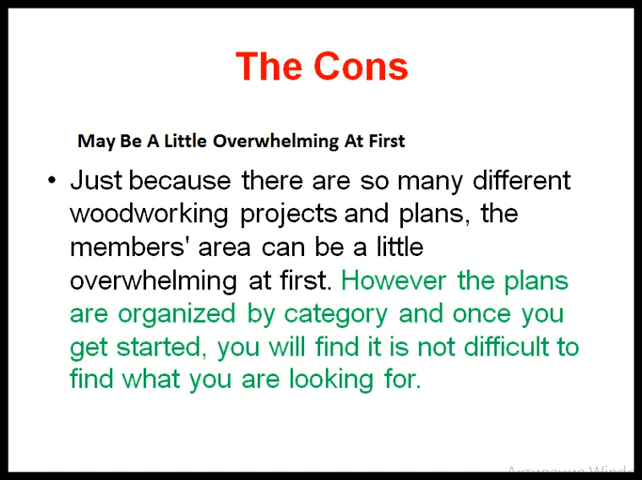 The Cons
May Be A Little Overwhelming At First
• Just because there are so many different
woodworking projects and plans, the
members' area can be a little
overwhelming at first. However the plans
are organized by category and once you
get started, you will find it is not difficult to
find what you are looking for.
Активация Windo